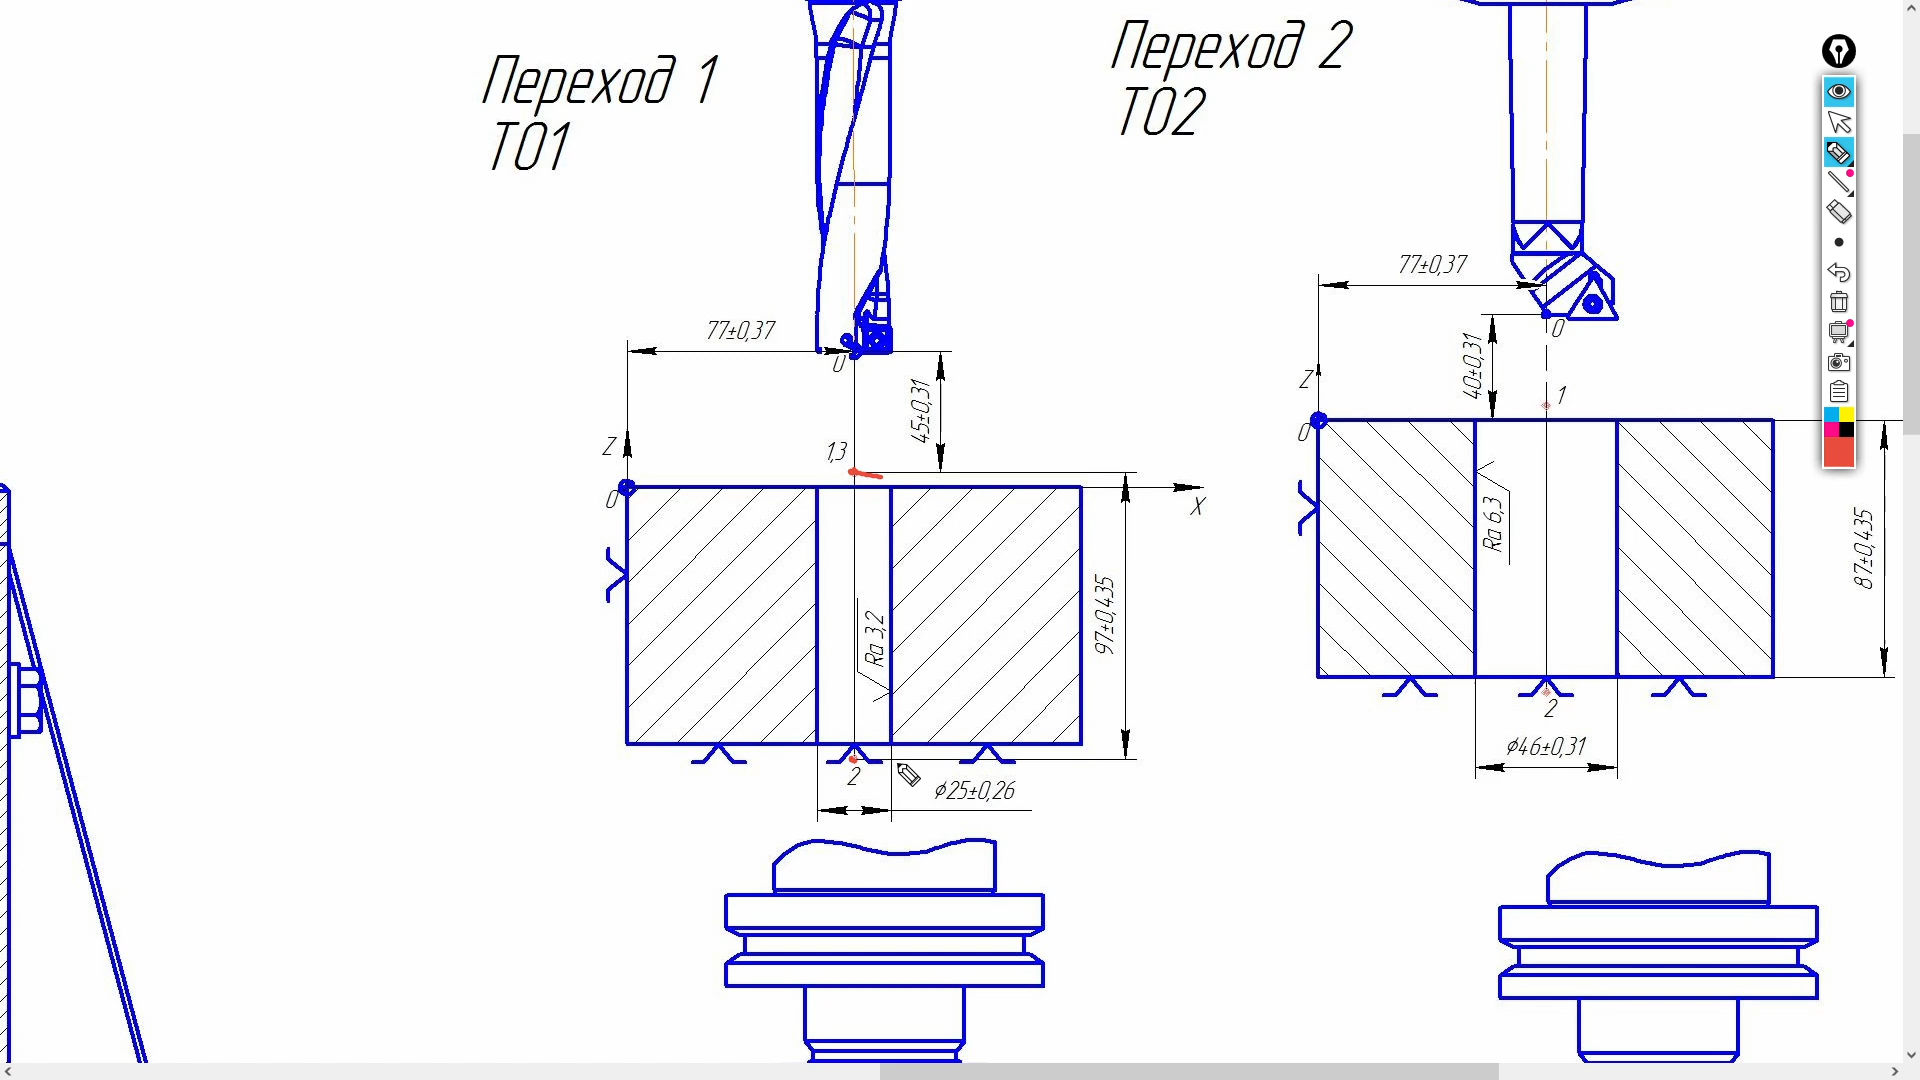 Переход 1
Т01
77±0,37
0
45±0,31
Z
1,3
0
X
Ra 3,2
97±0,435
2
⌀25±0,26
Переход 2
Т02
77±0,37
0
40±0,31
Z
1
0
Ra 6,3
87±0,435
2
⌀46±0,31